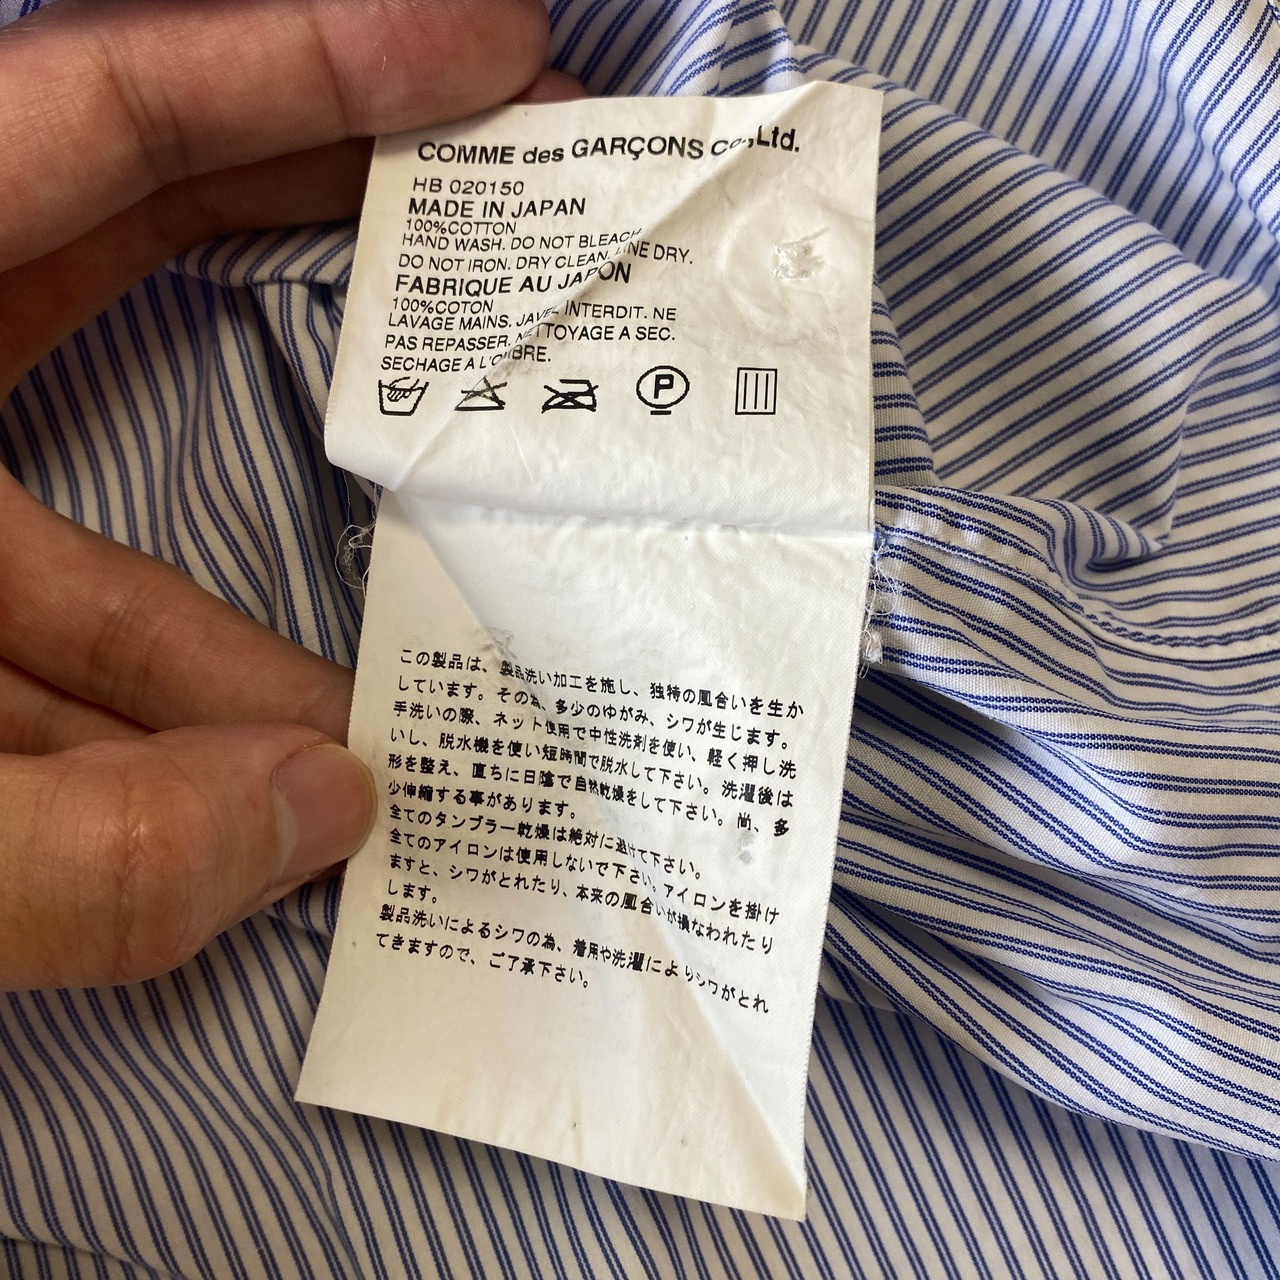 COMME des GARÇONS Co.,Ltd.
HB 020150
MADE IN JAPAN
100%COTTON
HAND WASH. DO NOT BLEACH.
DO NOT IRON. DRY CLEAN. LINE DRY.
FABRIQUE AU JAPON
100%COTON
LAVAGE MAINS. JAVEL INTERDIT. NE
PAS REPASSER. NETTOYAGE A SEC.
SECHAGE A L'OMBRE.
P
この製品は、製品洗い加工を施し、独特の風合いを生か
しています。その為、多少のゆがみ、シワが生じます。
手洗いの際、ネット使用で中性洗剤を使い、軽く押し洗
いし、脱水機を使い短時間で脱水して下さい。洗濯後は
形を整え、直ちに日陰で自然乾燥をして下さい。尚、多
少伸縮する事があります。
全てのタンブラー乾燥は絶対に避けて下さい。
全てのアイロンは使用しないで下さい。アイロンを掛け
ますと、シワがとれたり、本来の風合いが損なわれたり
します。
製品洗いによるシワの為、着用や洗濯によりシワがとれ
てきますので、ご了承下さい。